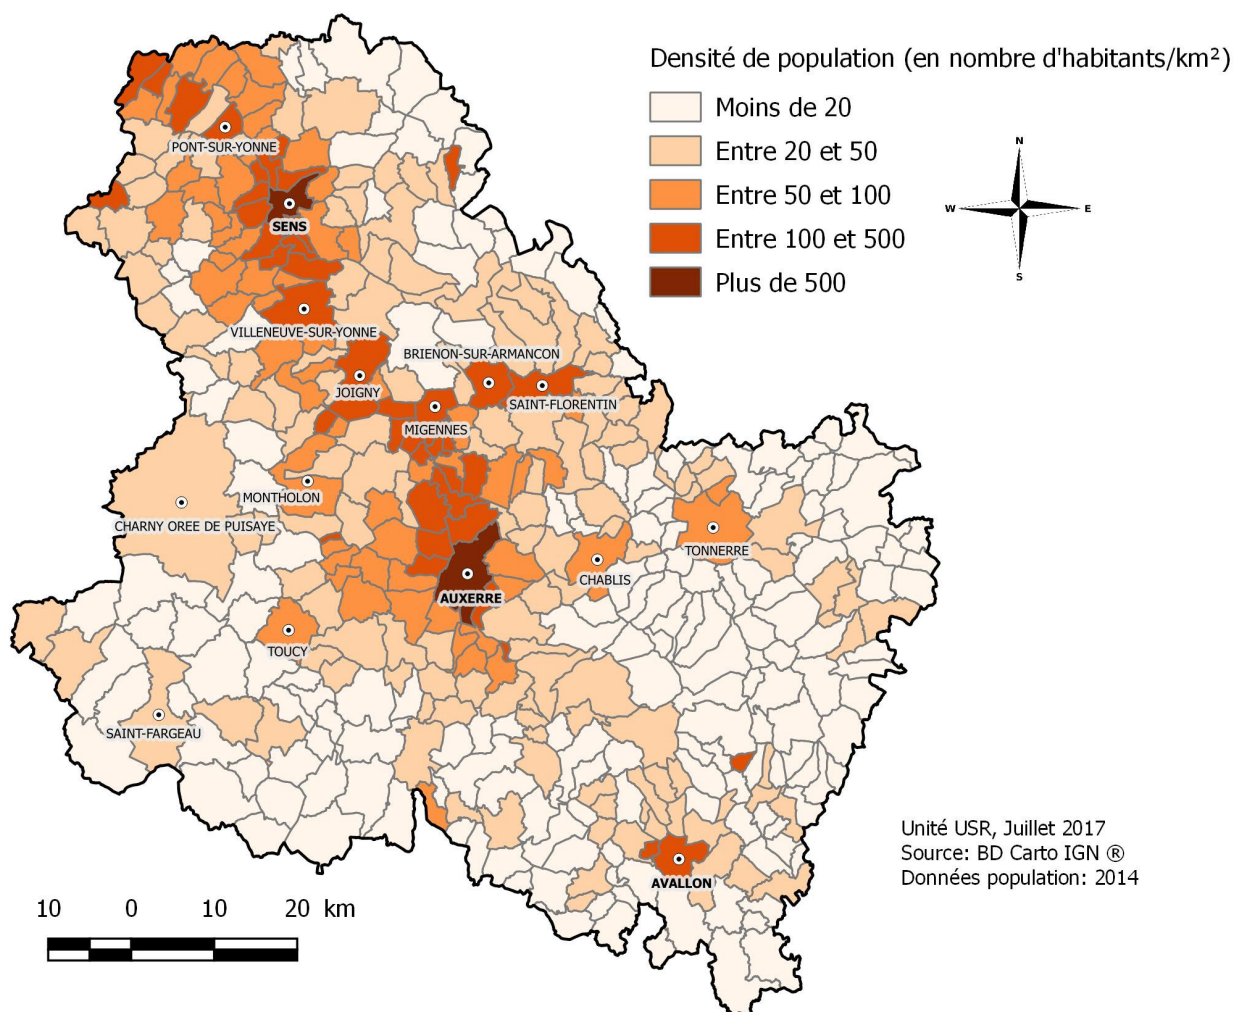 Densité de population (en nombre d'habitants/km²)
Moins de 20
Entre 20 et 50
Entre 50 et 100
Entre 100 et 500
Plus de 500
N
W
E
S
PONT-SUR-YONNE
SENS
VILLENEUVE-SUR-YONNE
BRIENON-SUR-ARMANCON
JOIGNY
SAINT-FLORENTIN
MIGENNES
MONTHOLON
CHARNY OREE DE PUISAYE
TONNERRE
CHABLIS
AUXERRE
TOUCY
SAINT-FARGEAU
AVALLON
Unité USR, Juillet 2017
Source: BD Carto IGN ®
Données population: 2014
10 0 10 20 km